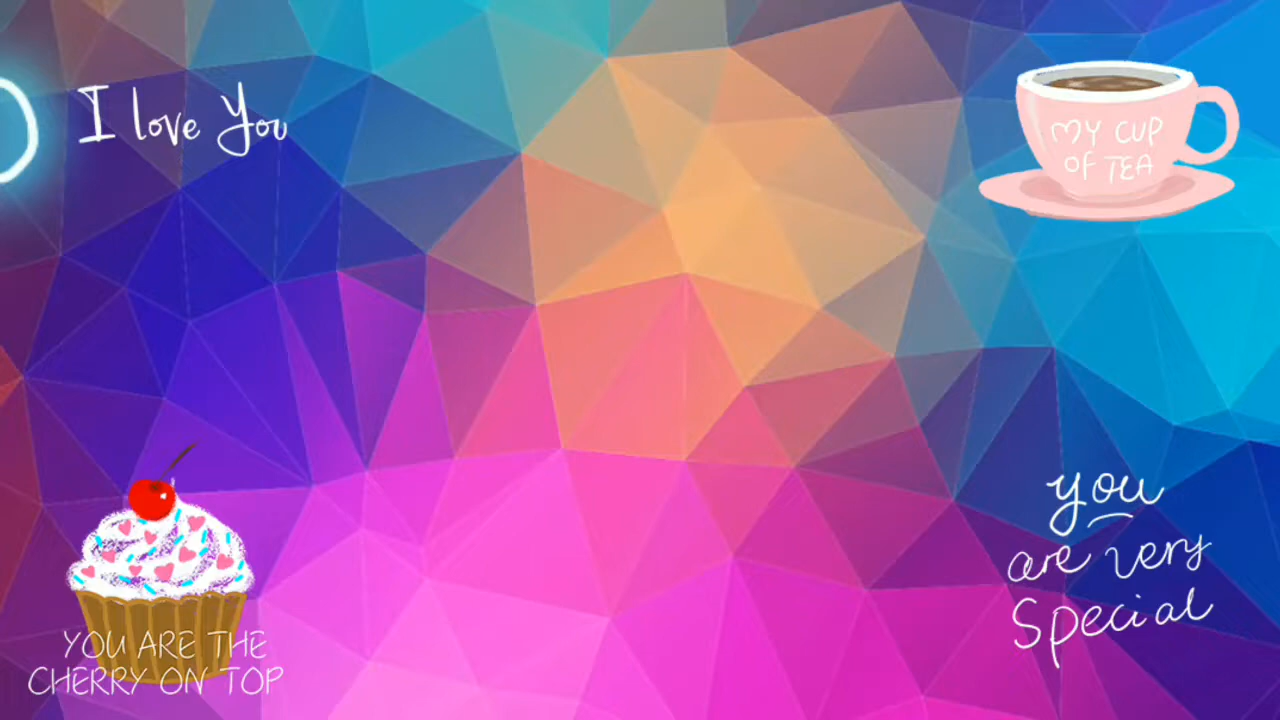 I love You
MY CUP
OF TEA
you
are very
Special
YOU ARE THE
CHERRY ON TOP